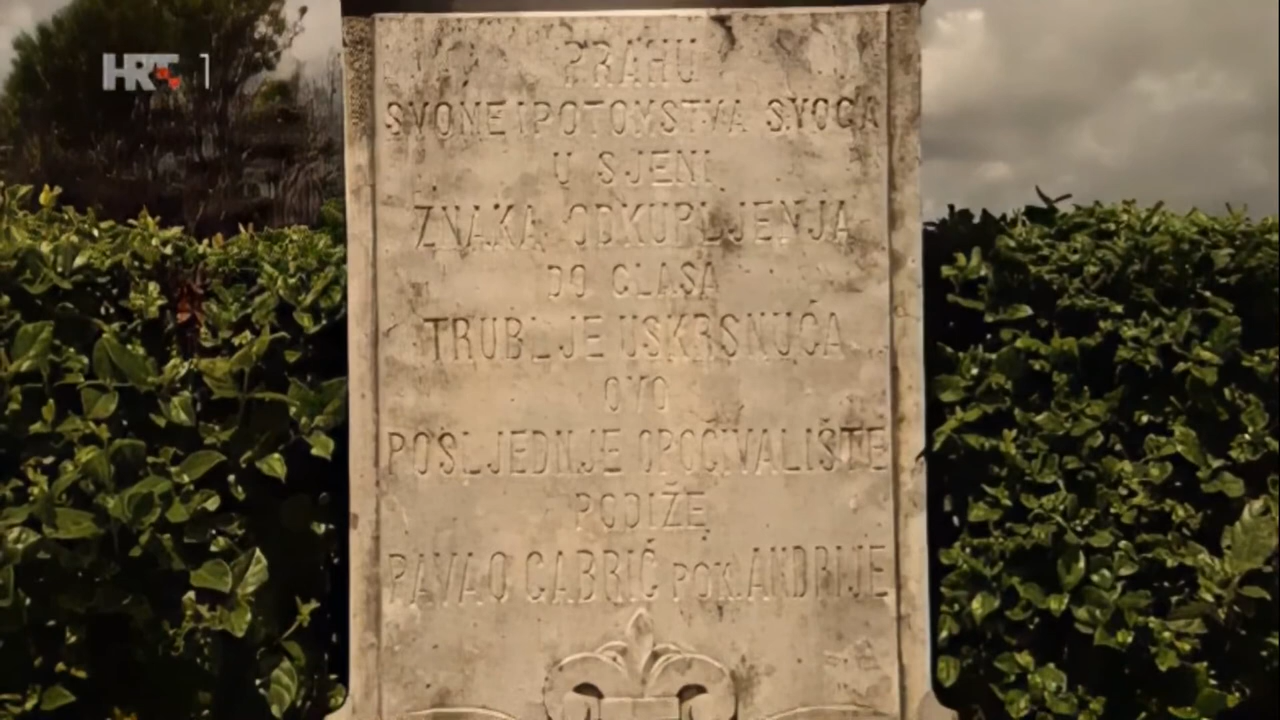 HRT 1
PRAHU
SVOME I POTOMSTVA SVOGA
U SJENI
ZNAKA ODKUPLJENJA
DO GLASA
TRUBLJE USKRSNUĆA
OVO
POSLJEDNJE OPOČIVALIŠTE
PODIŽE
PAVAO GABRIĆ POK. ANDRIJE